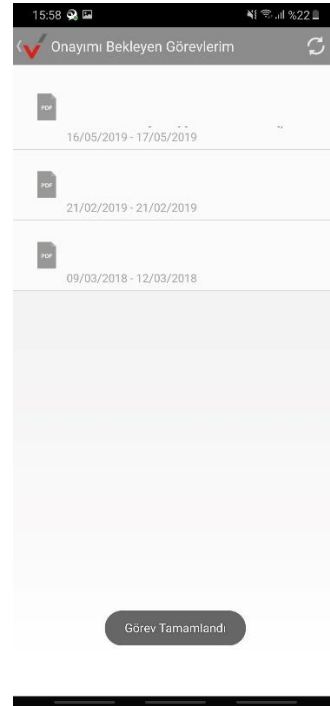 15:58 %22
Onayımı Bekleyen Görevlerim
PDF
16/05/2019 - 17/05/2019
PDF
21/02/2019 - 21/02/2019
PDF
09/03/2018 - 12/03/2018
Görev Tamamlandı